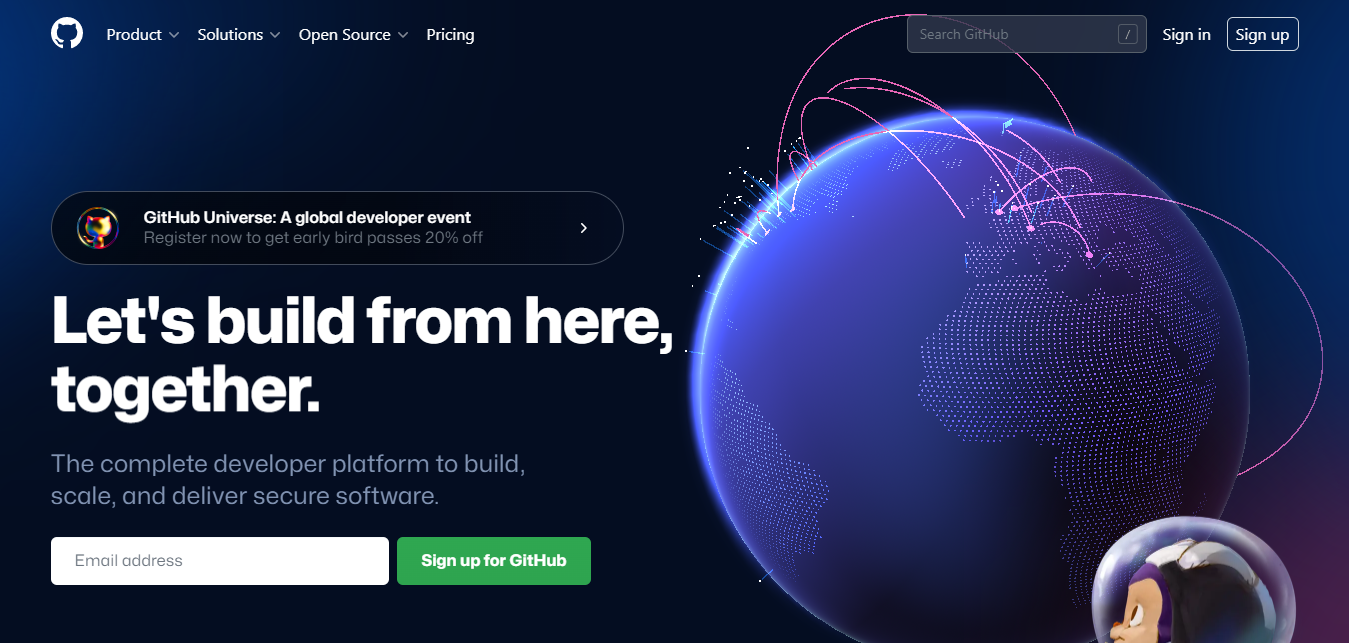 Product
Solutions
Open Source
Pricing
Search GitHub
/
Sign in
Sign up
GitHub Universe: A global developer event
Register now to get early bird passes 20% off
Let's build from here,
together.
The complete developer platform to build,
scale, and deliver secure software.
Email address
Sign up for GitHub